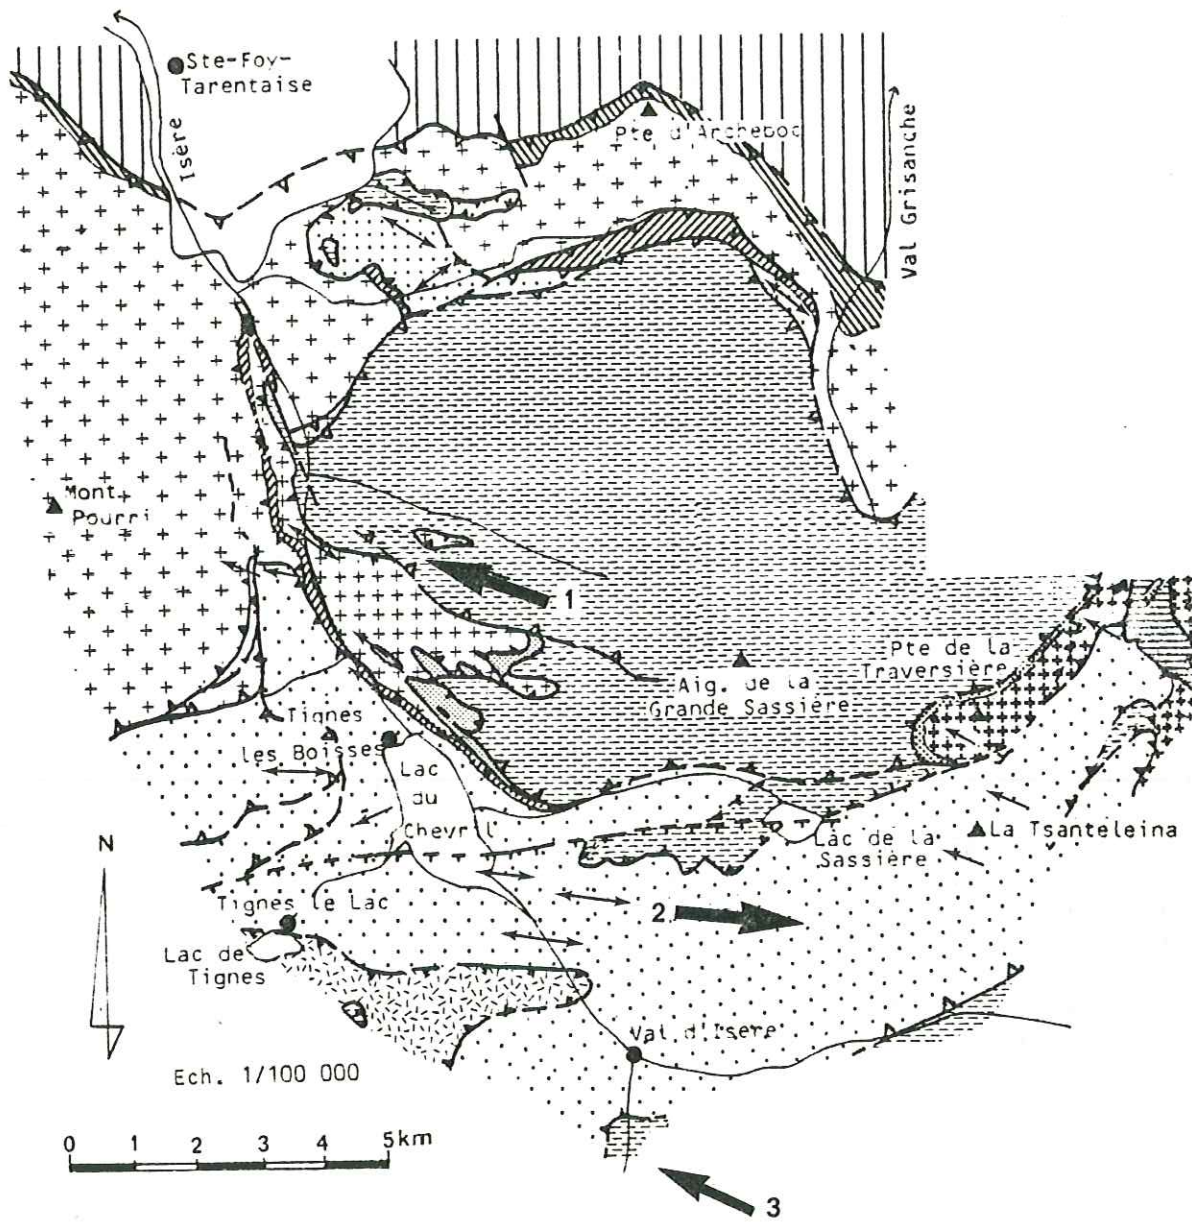 Ste-Foy-
Tarentaise
Isère
Pte d'Archeboc
Val Grisanche
Mont
Pourri
1
Pte de la
Traversière
Aig. de la
Grande Sassière
Tignes
les Boisses
Lac
du
Chevril
Lac de la
Sassière
La Tsanteleina
N
Tignes le Lac
2
Lac de
Tignes
Val d'Isère
Ech. 1/100 000
0 1 2 3 4 5 km
3